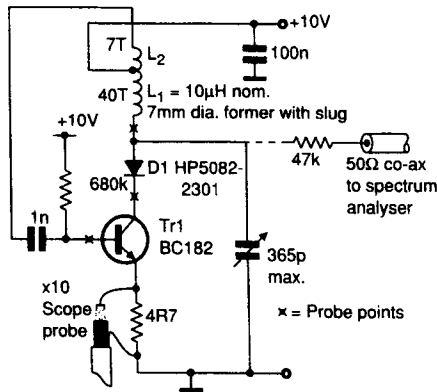 +10V
7T
L2
100n
40T
L1 = 10μH nom.
7mm dia. former with slug
+10V
D1 HP5082-
2301
47k
50Ω co-ax
to spectrum
analyser
680k
1n
Tr1
BC182
365p
max.
x10
Scope
probe
4R7
× = Probe points